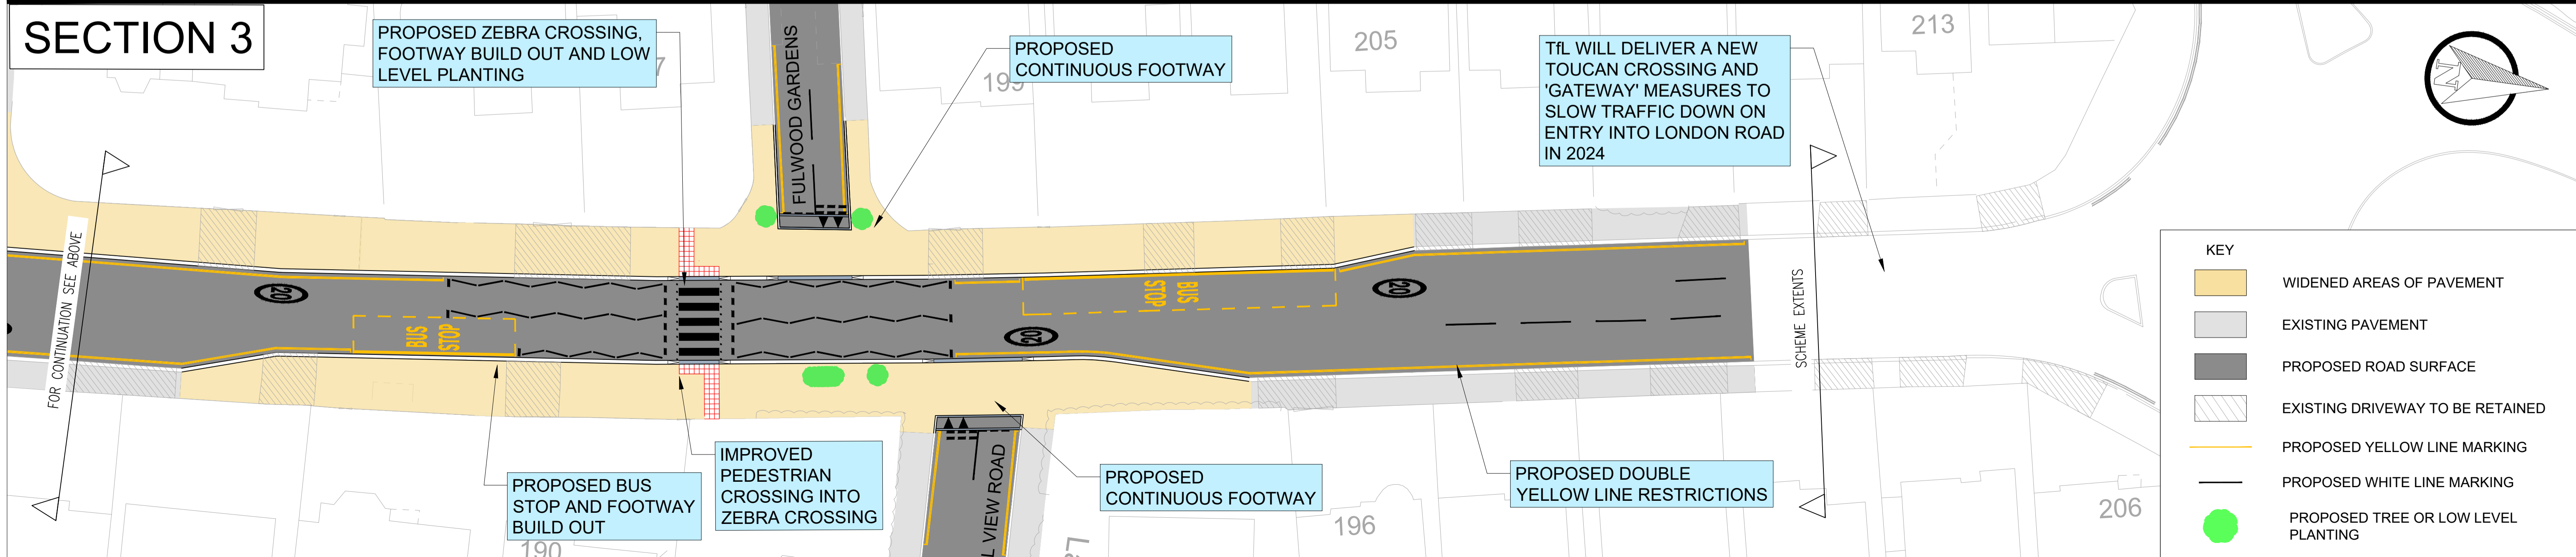 SECTION 3
PROPOSED ZEBRA CROSSING,
FOOTWAY BUILD OUT AND LOW
LEVEL PLANTING
7
FULWOOD GARDENS
PROPOSED
CONTINUOUS FOOTWAY
199
205
TfL WILL DELIVER A NEW
TOUCAN CROSSING AND
'GATEWAY' MEASURES TO
SLOW TRAFFIC DOWN ON
ENTRY INTO LONDON ROAD
IN 2024
213
N
FOR CONTINUATION SEE ABOVE
20
BUS
STOP
20
BUS
STOP
20
SCHEME EXTENTS
PROPOSED BUS
STOP AND FOOTWAY
BUILD OUT
IMPROVED
PEDESTRIAN
CROSSING INTO
ZEBRA CROSSING
L VIEW ROAD
PROPOSED
CONTINUOUS FOOTWAY
PROPOSED DOUBLE
YELLOW LINE RESTRICTIONS
190
196
206
KEY
WIDENED AREAS OF PAVEMENT
EXISTING PAVEMENT
PROPOSED ROAD SURFACE
EXISTING DRIVEWAY TO BE RETAINED
PROPOSED YELLOW LINE MARKING
PROPOSED WHITE LINE MARKING
PROPOSED TREE OR LOW LEVEL
PLANTING